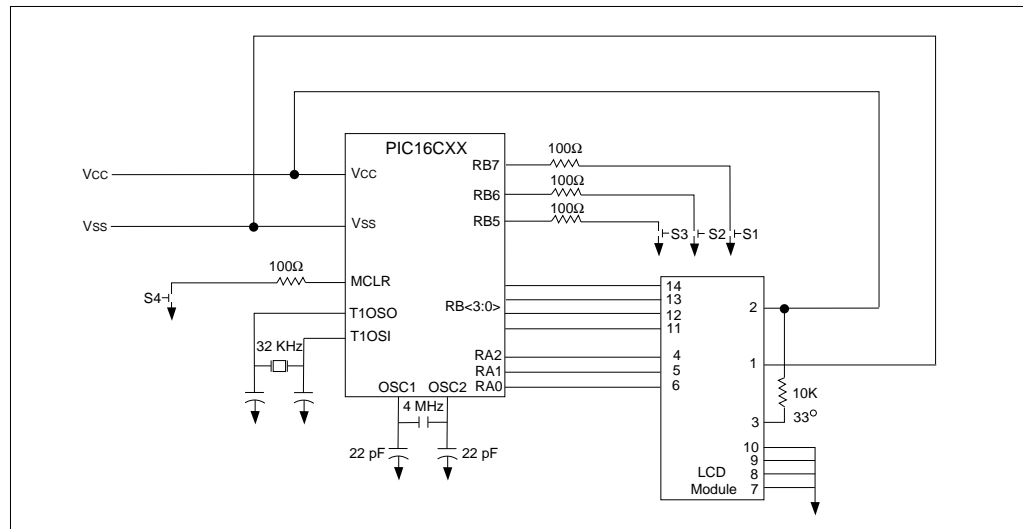 PIC16CXX
VCC
VSS
VCC
VSS
MCLR
T1OSO
T1OSI
OSC1 OSC2
RB7
RB6
RB5
RB<3:0>
RA2
RA1
RA0
100Ω
100Ω
100Ω
S3 S2 S1
100Ω
S4
32 KHz
4 MHz
22 pF
22 pF
14
13
12
11
4
5
6
2
1
3
10
9
8
7
LCD
Module
10K
33°